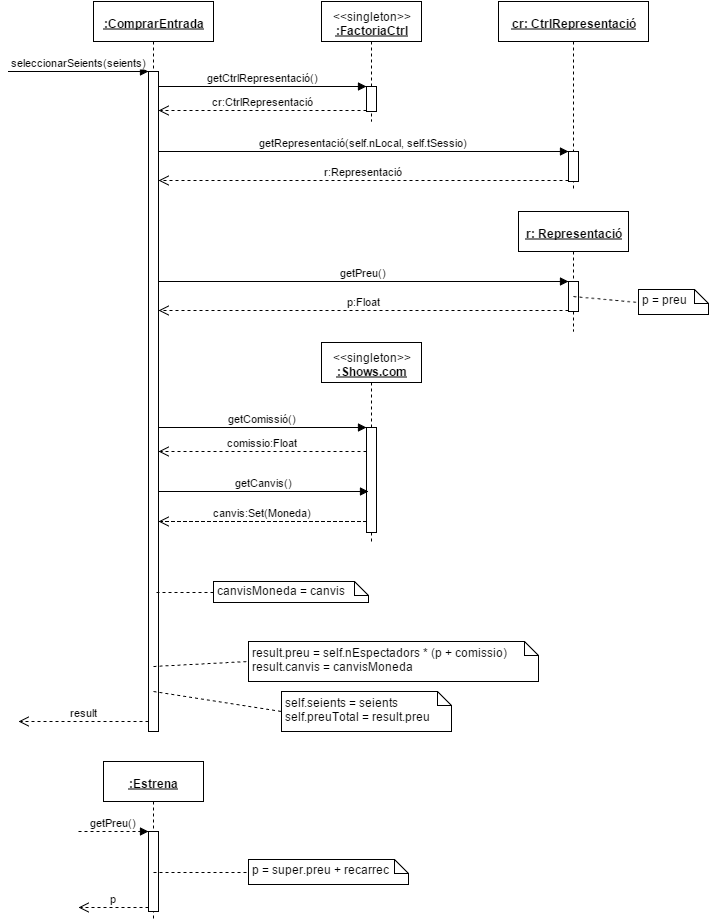 :ComprarEntrada
<<singleton>>
:FactoriaCtrl
cr: CtrlRepresentació
seleccionarSeients(seients)
getCtrlRepresentació()
cr:CtrlRepresentació
getRepresentació(self.nLocal, self.tSessio)
r:Representació
r: Representació
getPreu()
p = preu
p:Float
<<singleton>>
:Shows.com
getComissió()
comissio:Float
getCanvis()
canvis:Set(Moneda)
canvisMoneda = canvis
result.preu = self.nEspectadors * (p + comissio)
result.canvis = canvisMoneda
self.seients = seients
self.preuTotal = result.preu
result
:Estrena
getPreu()
p = super.preu + recarrec
p